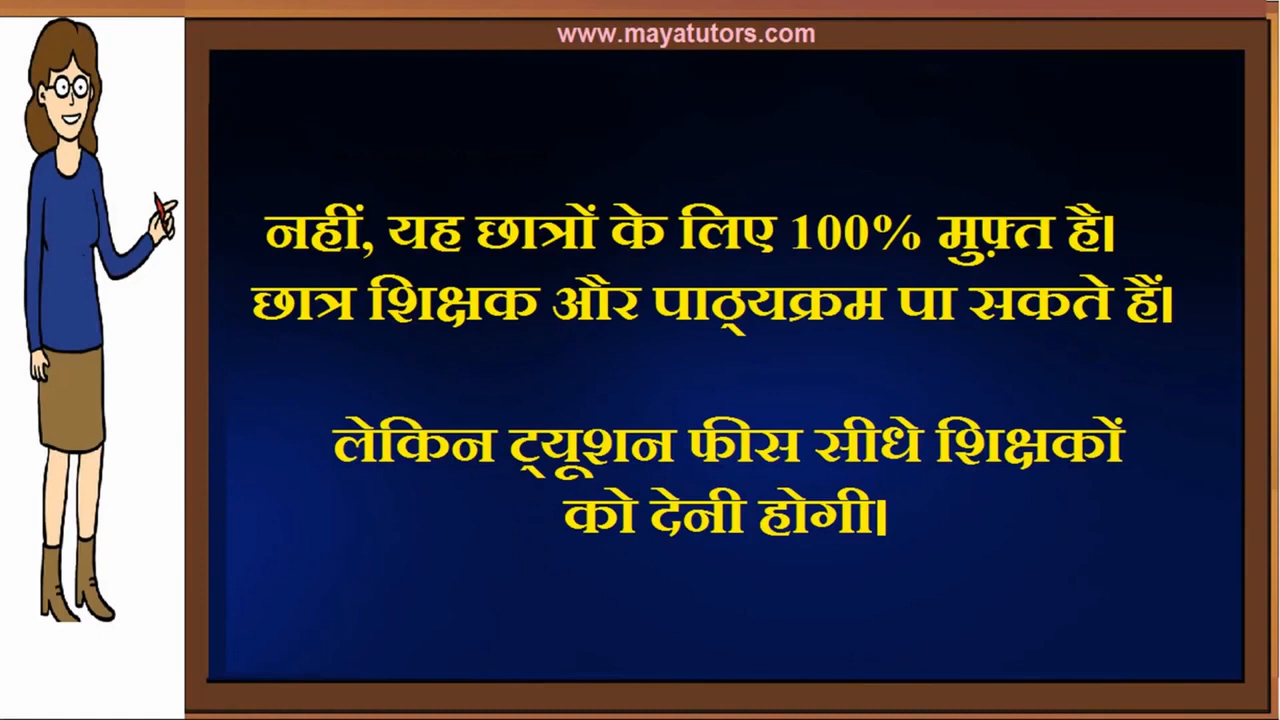 www.mayatutors.com
नहीं, यह छात्रों के लिए 100% मुफ़्त है।
छात्र शिक्षक और पाठ्यक्रम पा सकते हैं।
लेकिन ट्यूशन फीस सीधे शिक्षकों
को देनी होगी।